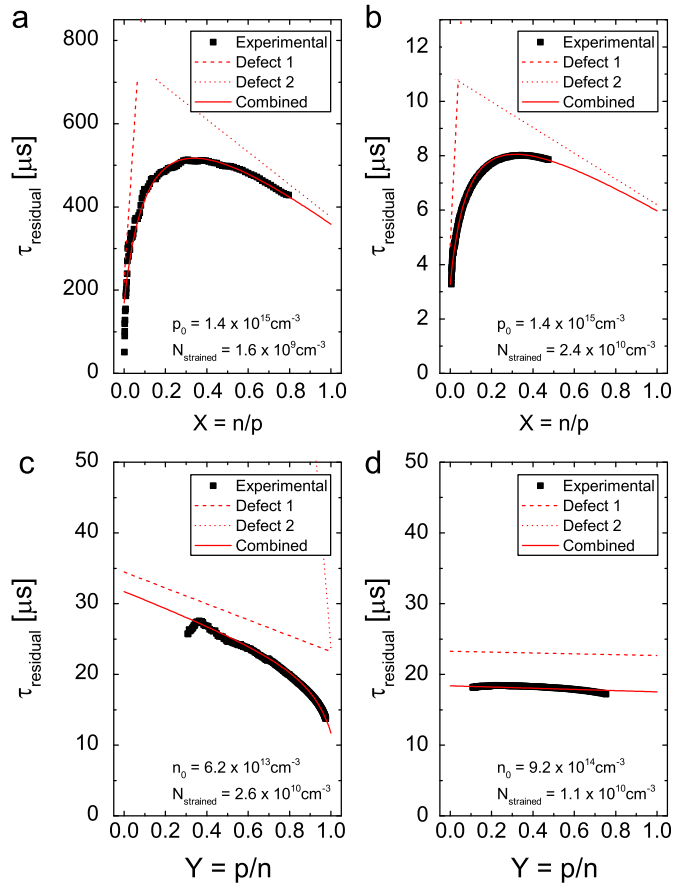 a
800
600
400
200
0
τresidual [μs]
Experimental
Defect 1
Defect 2
Combined
p0 = 1.4 x 10^15cm^-3
Nstrained = 1.6 x 10^9cm^-3
0.0 0.2 0.4 0.6 0.8 1.0
X = n/p
b
14
12
10
8
6
4
2
0
τresidual [μs]
Experimental
Defect 1
Defect 2
Combined
p0 = 1.4 x 10^15cm^-3
Nstrained = 2.4 x 10^10cm^-3
0.0 0.2 0.4 0.6 0.8 1.0
X = n/p
c
50
40
30
20
10
0
τresidual [μs]
Experimental
Defect 1
Defect 2
Combined
n0 = 6.2 x 10^13cm^-3
Nstrained = 2.6 x 10^10cm^-3
0.0 0.2 0.4 0.6 0.8 1.0
Y = p/n
d
50
40
30
20
10
0
τresidual [μs]
Experimental
Defect 1
Defect 2
Combined
n0 = 9.2 x 10^14cm^-3
Nstrained = 1.1 x 10^10cm^-3
0.0 0.2 0.4 0.6 0.8 1.0
Y = p/n